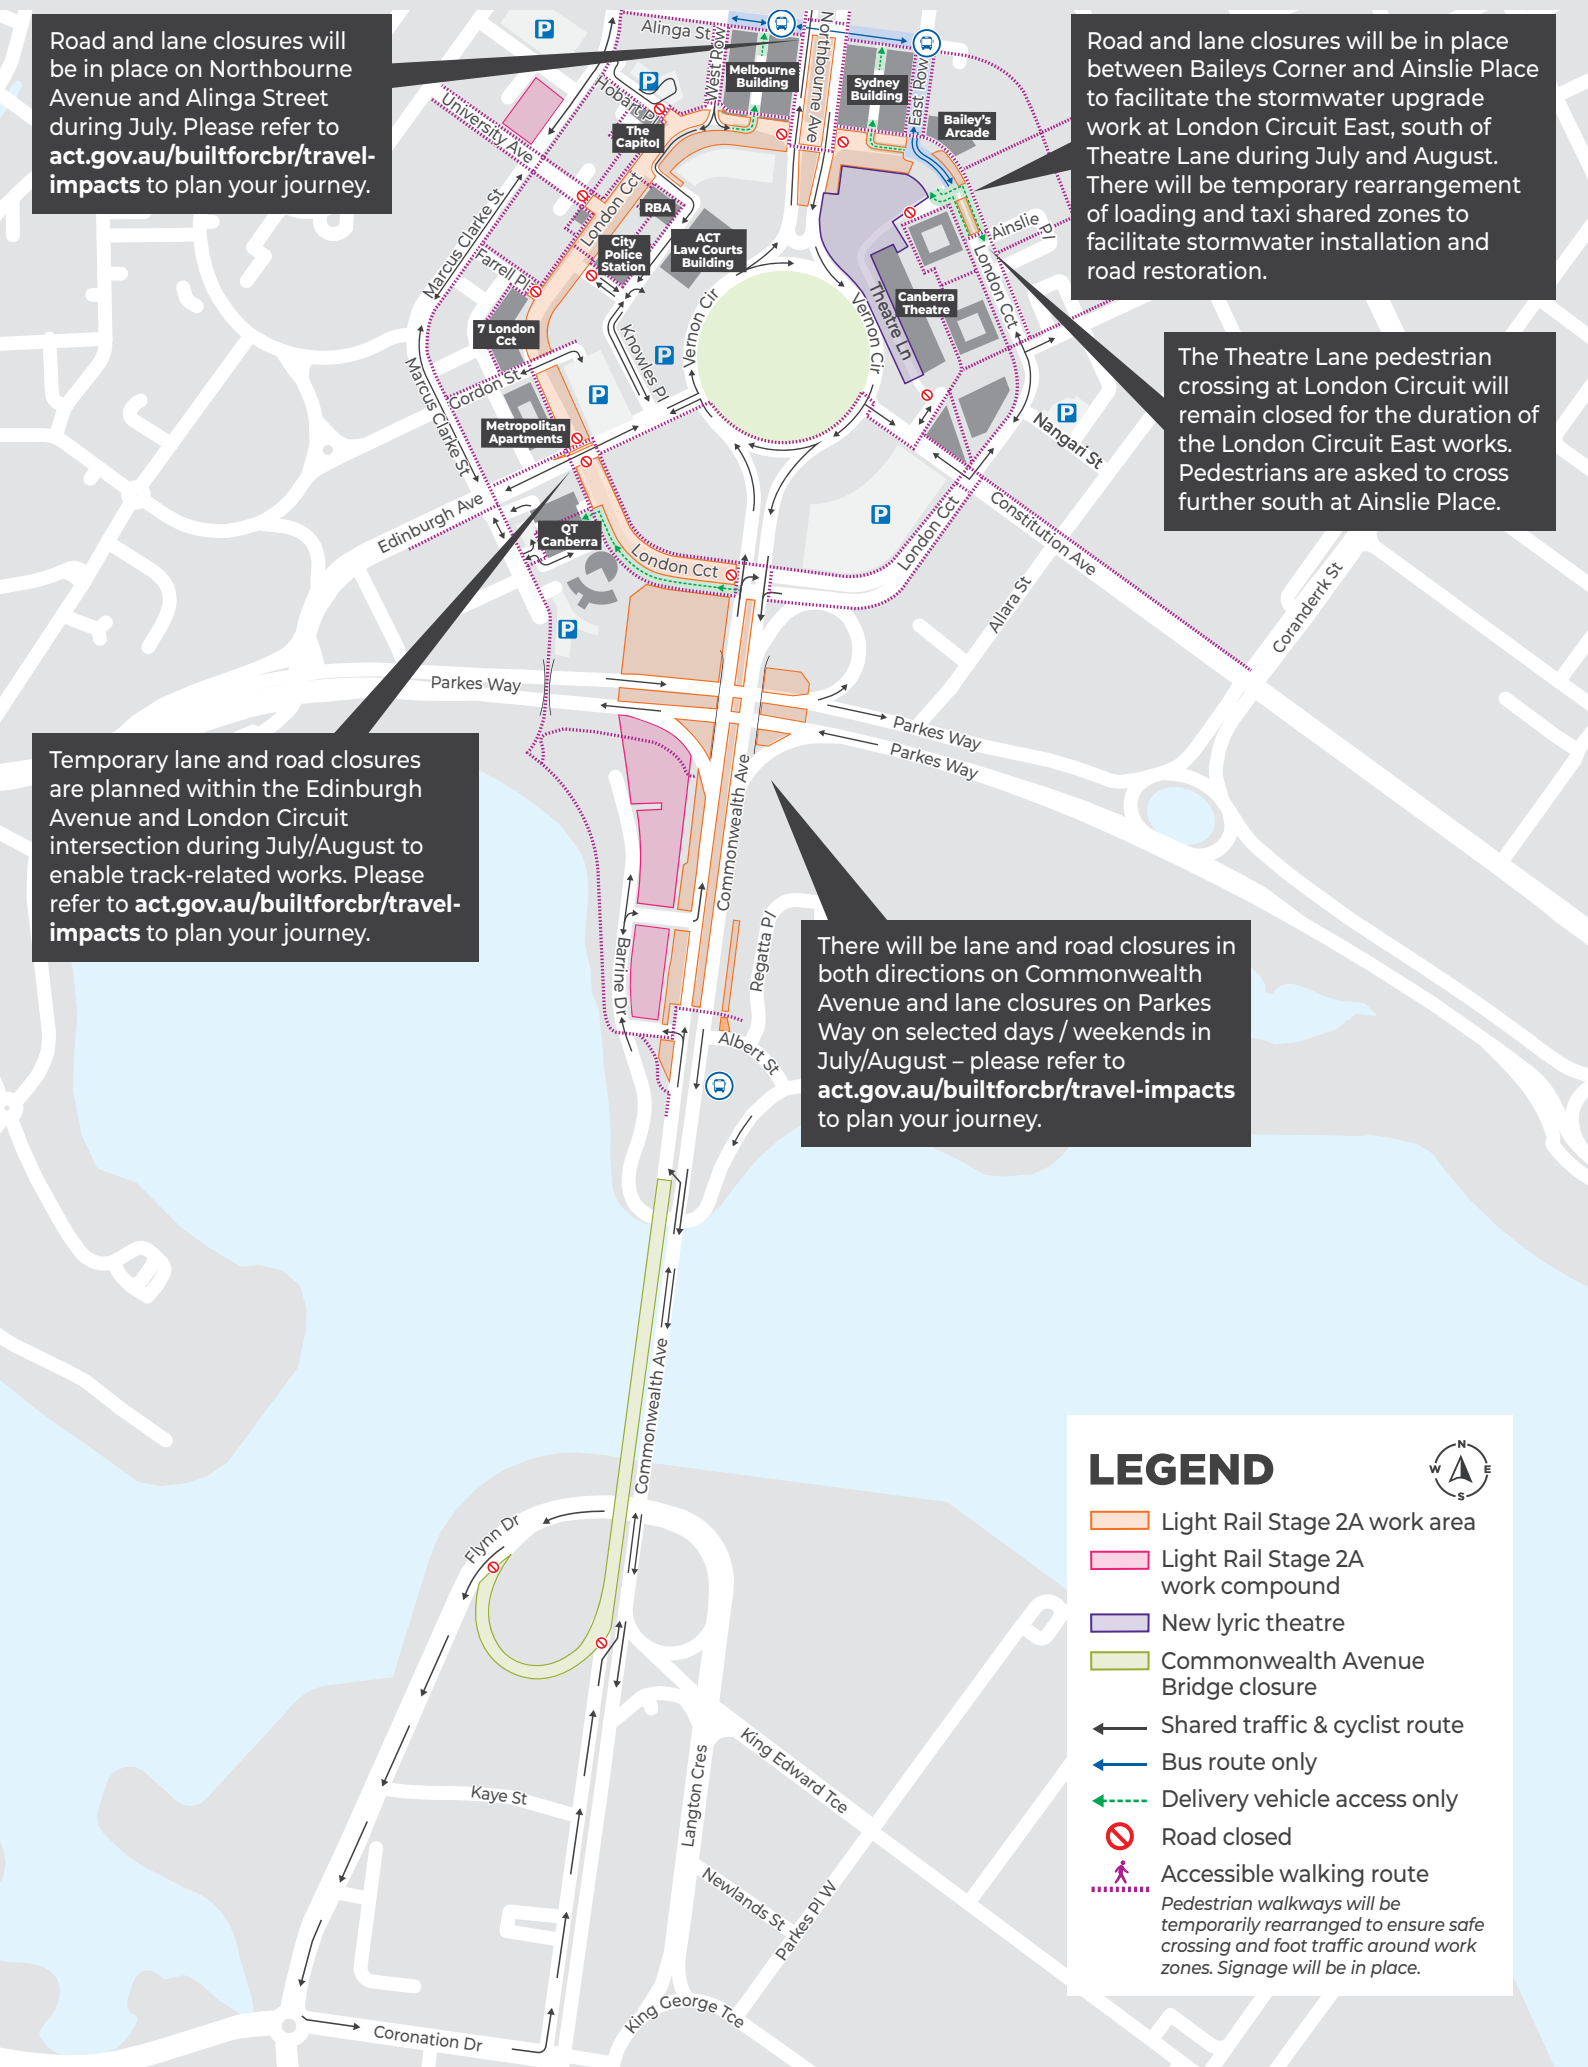 Road and lane closures will
be in place on Northbourne
Avenue and Alinga Street
during July. Please refer to
act.gov.au/builtforcbr/travel-
impacts to plan your journey.
Road and lane closures will be in place
between Baileys Corner and Ainslie Place
to facilitate the stormwater upgrade
work at London Circuit East, south of
Theatre Lane during July and August.
There will be temporary rearrangement
of loading and taxi shared zones to
facilitate stormwater installation and
road restoration.
The Theatre Lane pedestrian
crossing at London Circuit will
remain closed for the duration of
the London Circuit East works.
Pedestrians are asked to cross
further south at Ainslie Place.
P
Alinga St
West Row
Northbourne Ave
East Row
Melbourne
Building
Sydney
Building
P
Hobart Pl
Bailey's
Arcade
University Ave
The
Capitol
London Cct
RBA
City
Police
Station
ACT
Law Courts
Building
Ainslie Pl
Marcus Clarke St
Farrell Pl
London Cct
Canberra
Theatre
Theatre Ln
Vernon Cir
Vernon Cir
7 London
Cct
Knowles Pl
P
Marcus Clarke St
Gordon St
P
P
Nangari St
Metropolitan
Apartments
Edinburgh Ave
QT
Canberra
P
London Cct
Constitution Ave
London Cct
Allara St
Coranderrk St
P
Parkes Way
Parkes Way
Parkes Way
Temporary lane and road closures
are planned within the Edinburgh
Avenue and London Circuit
intersection during July/August to
enable track-related works. Please
refer to act.gov.au/builtforcbr/travel-
impacts to plan your journey.
Commonwealth Ave
Barrine Dr
Regatta Pl
Albert St
There will be lane and road closures in
both directions on Commonwealth
Avenue and lane closures on Parkes
Way on selected days / weekends in
July/August – please refer to
act.gov.au/builtforcbr/travel-impacts
to plan your journey.
Commonwealth Ave
Flynn Dr
King Edward Tce
Kaye St
Langton Cres
Newlands St
Parkes Pl W
King George Tce
Coronation Dr
LEGEND
N
W E
S
Light Rail Stage 2A work area
Light Rail Stage 2A
work compound
New lyric theatre
Commonwealth Avenue
Bridge closure
Shared traffic & cyclist route
Bus route only
Delivery vehicle access only
Road closed
Accessible walking route
Pedestrian walkways will be
temporarily rearranged to ensure safe
crossing and foot traffic around work
zones. Signage will be in place.